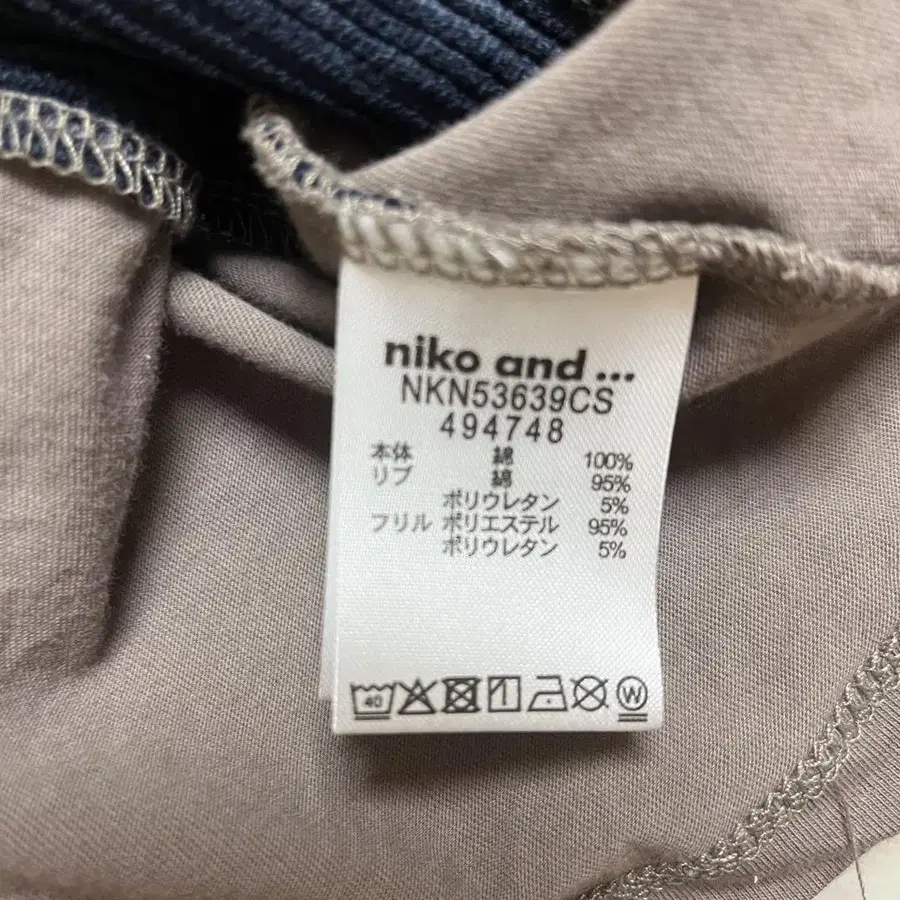 niko and ...
NKN53639CS
494748
本体 綿 100%
リブ 綿 95%
ポリウレタン 5%
フリル ポリエステル 95%
ポリウレタン 5%
40 W